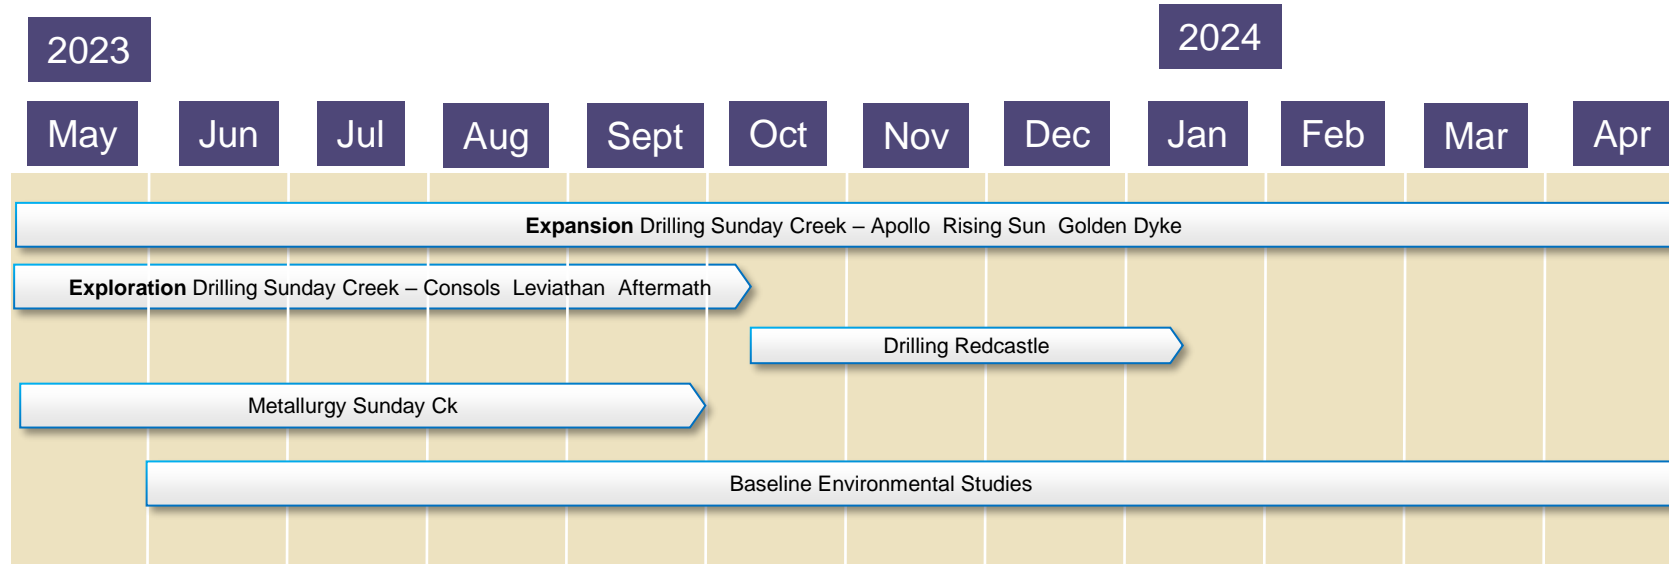 2023
2024
May Jun Jul Aug Sept Oct Nov Dec Jan Feb Mar Apr
Expansion Drilling Sunday Creek – Apollo Rising Sun Golden Dyke
Exploration Drilling Sunday Creek – Consols Leviathan Aftermath
Drilling Redcastle
Metallurgy Sunday Ck
Baseline Environmental Studies